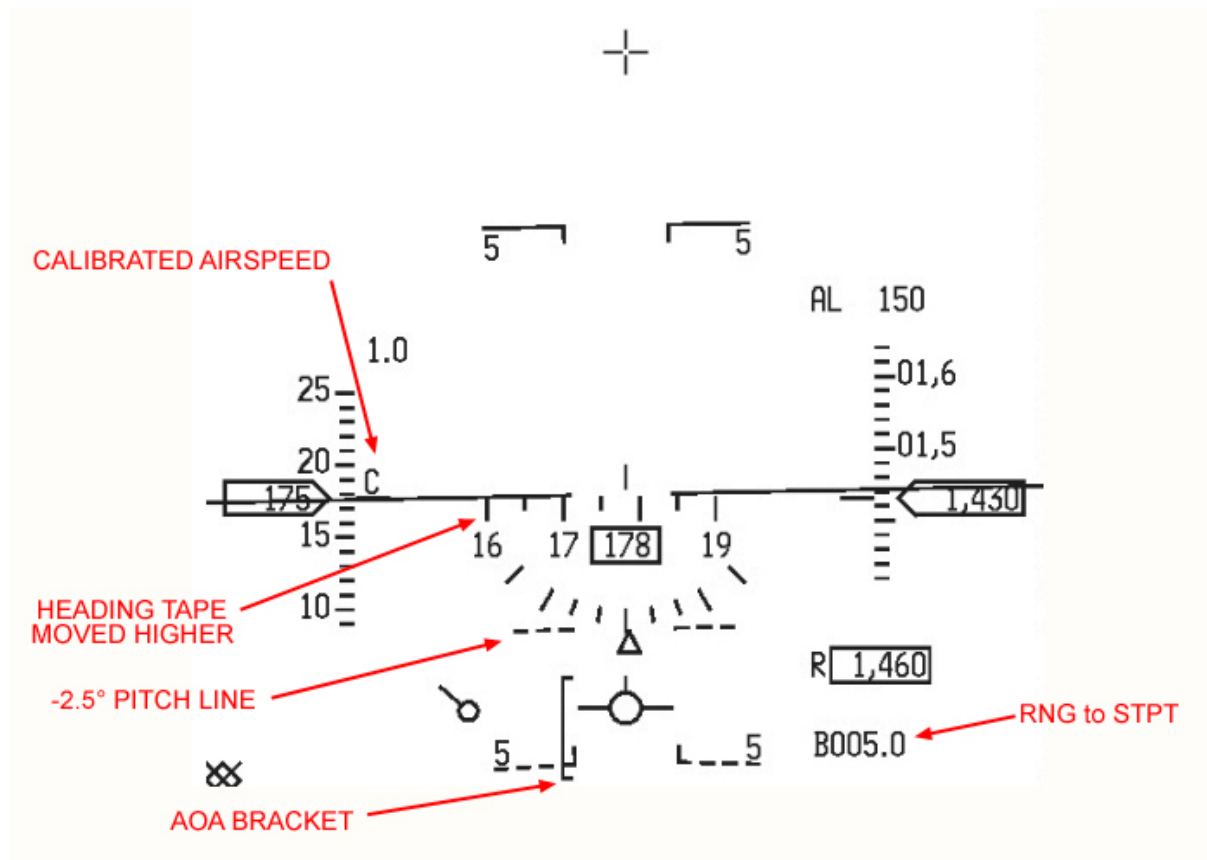 5 5
CALIBRATED AIRSPEED
AL 150
1.0
25
01,6
20
01,5
C
175
1,430
15
16 17 178 19
10
HEADING TAPE
MOVED HIGHER
R 1,460
-2.5° PITCH LINE
RNG to STPT
5 5
B005.0
AOA BRACKET